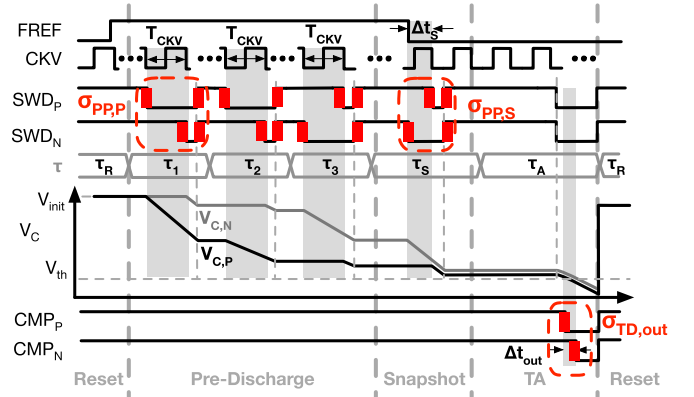 FREF
T_CKV T_CKV T_CKV Δt_S
CKV
SWD_P
σ_PP,P σ_PP,S
SWD_N
τ τ_R τ_1 τ_2 τ_3 τ_S τ_A τ_R
V_init
V_C V_C,N
V_C,P
V_th
CMP_P
σ_TD,out
CMP_N Δt_out
Reset Pre-Discharge Snapshot TA Reset